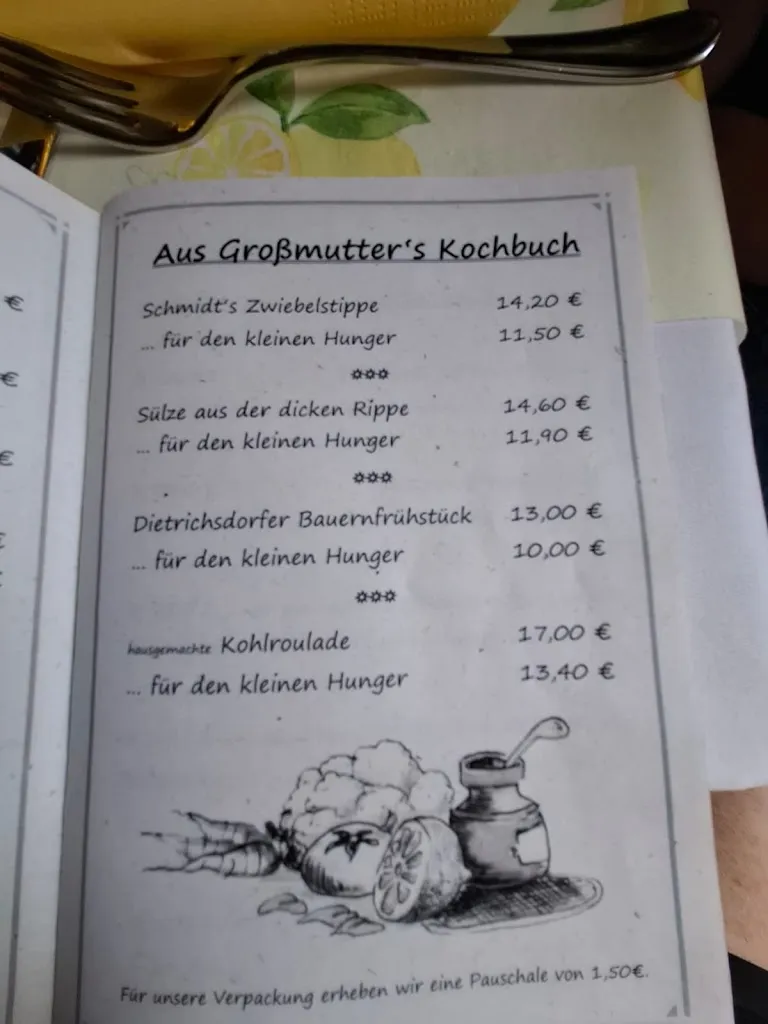 Aus Großmutter's Kochbuch
Schmidt's Zwiebelstippe 14,20 €
... für den kleinen Hunger 11,50 €
Sülze aus der dicken Rippe 14,60 €
... für den kleinen Hunger 11,90 €
Dietrichsdorfer Bauernfrühstück 13,00 €
... für den kleinen Hunger 10,00 €
hausgemachte Kohlroulade 17,00 €
... für den kleinen Hunger 13,40 €
Für unsere Verpackung erheben wir eine Pauschale von 1,50€.
€
€
€
€
€